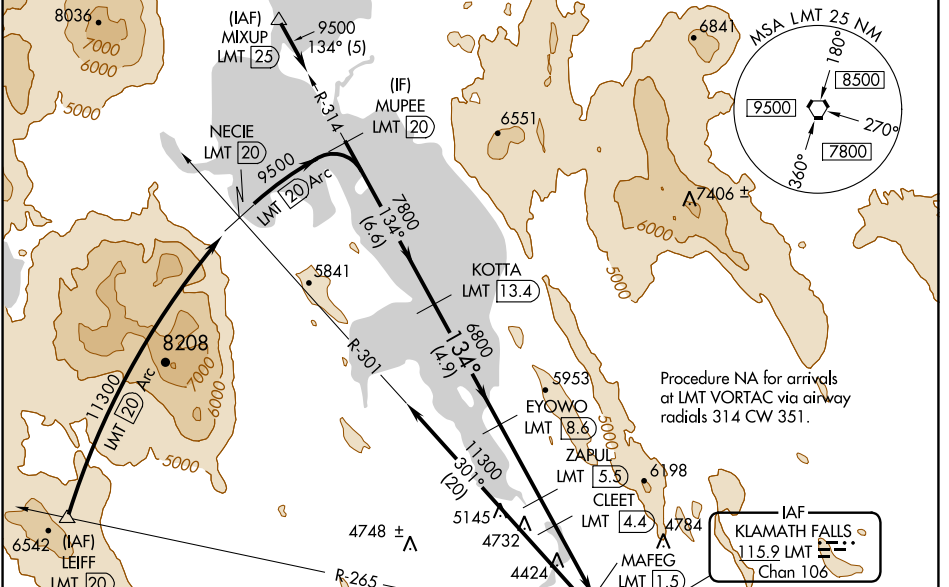 8036
7000
6000
5000
(IAF)
MIXUP
LMT 25
9500
134° (5)
R-314
(IF)
MUPEE
LMT 20
NECIE
LMT 20
9500
LMT 20 Arc
6841
6551
7406 ±
6000
5000
MSA LMT 25 NM
180°
8500
9500
270°
7800
360°
7800
134°
(6.6)
5841
KOTTA
LMT 13.4
8208
7000
6000
5000
11300
LMT 20 Arc
R-301
6800
134°
(4.9)
5953
EYOWO
LMT 8.6
5000
Procedure NA for arrivals
at LMT VORTAC via airway
radials 314 CW 351.
ZAPUL
LMT 5.5
6198
11300
301°
(20)
CLEET
LMT 4.4
4784
5145
4732
4748 ±
4424
MAFEG
LMT 1.5
6542
(IAF)
LEIFF
LMT 20
R-265
IAF
KLAMATH FALLS
115.9 LMT
Chan 106